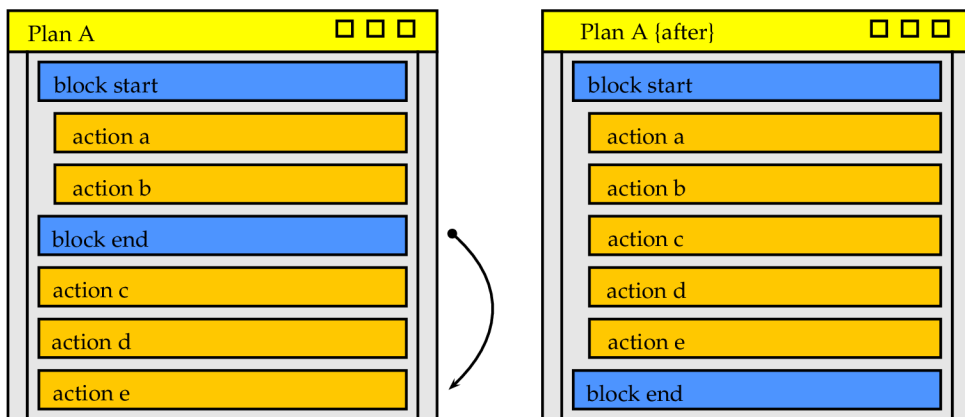 Plan A
block start
action a
action b
block end
action c
action d
action e
Plan A {after}
block start
action a
action b
action c
action d
action e
block end